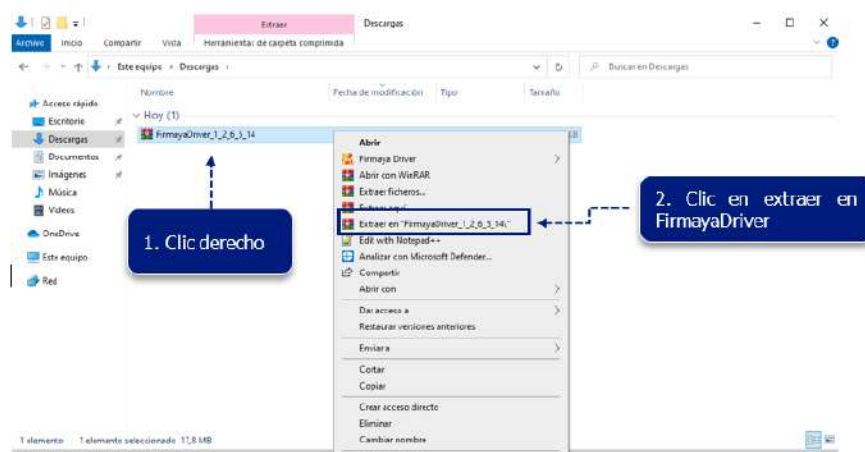 Extraer
Descargas
Archivo Inicio Compartir Vista Herramientas de carpeta comprimida
Este equipo Descargas
Buscar en Descargas
Nombre Fecha de modificación Tipo Tamaño
Acceso rápido
Hoy (1)
Escritorio
FirmayaDriver_1_2_6_5_14
Descargas
Documentos
Imágenes
Música
Videos
OneDrive
Este equipo
Red
1. Clic derecho
Abrir
Firmaya Driver
Abrir con WinRAR
Extraer ficheros...
Extraer aquí
Extraer en "FirmayaDriver_1_2_6_5_14\"
Edit with Notepad++
Analizar con Microsoft Defender...
Compartir
Abrir con
Dar acceso a
Restaurar versiones anteriores
Enviar a
Cortar
Copiar
Crear acceso directo
Eliminar
Cambiar nombre
2. Clic en extraer en
FirmayaDriver
1 elemento 1 elemento seleccionado 17,8 MB